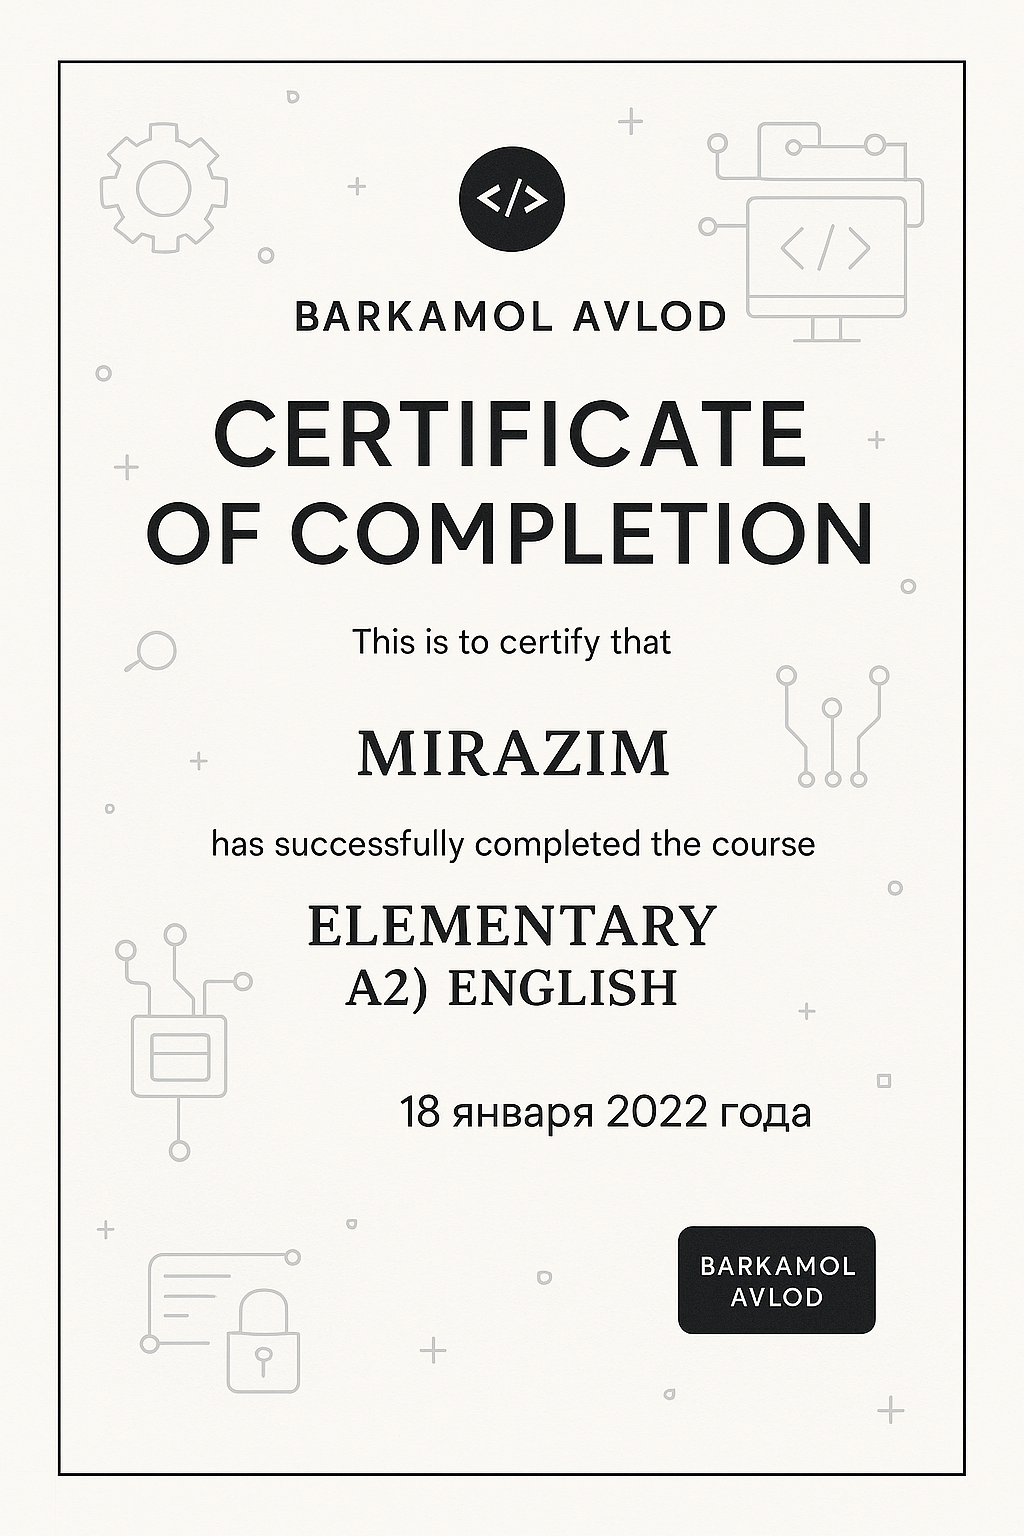 </>
</>
BARKAMOL AVLOD
CERTIFICATE
OF COMPLETION
This is to certify that
MIRAZIM
has successfully completed the course
ELEMENTARY
A2) ENGLISH
18 января 2022 года
BARKAMOL
AVLOD